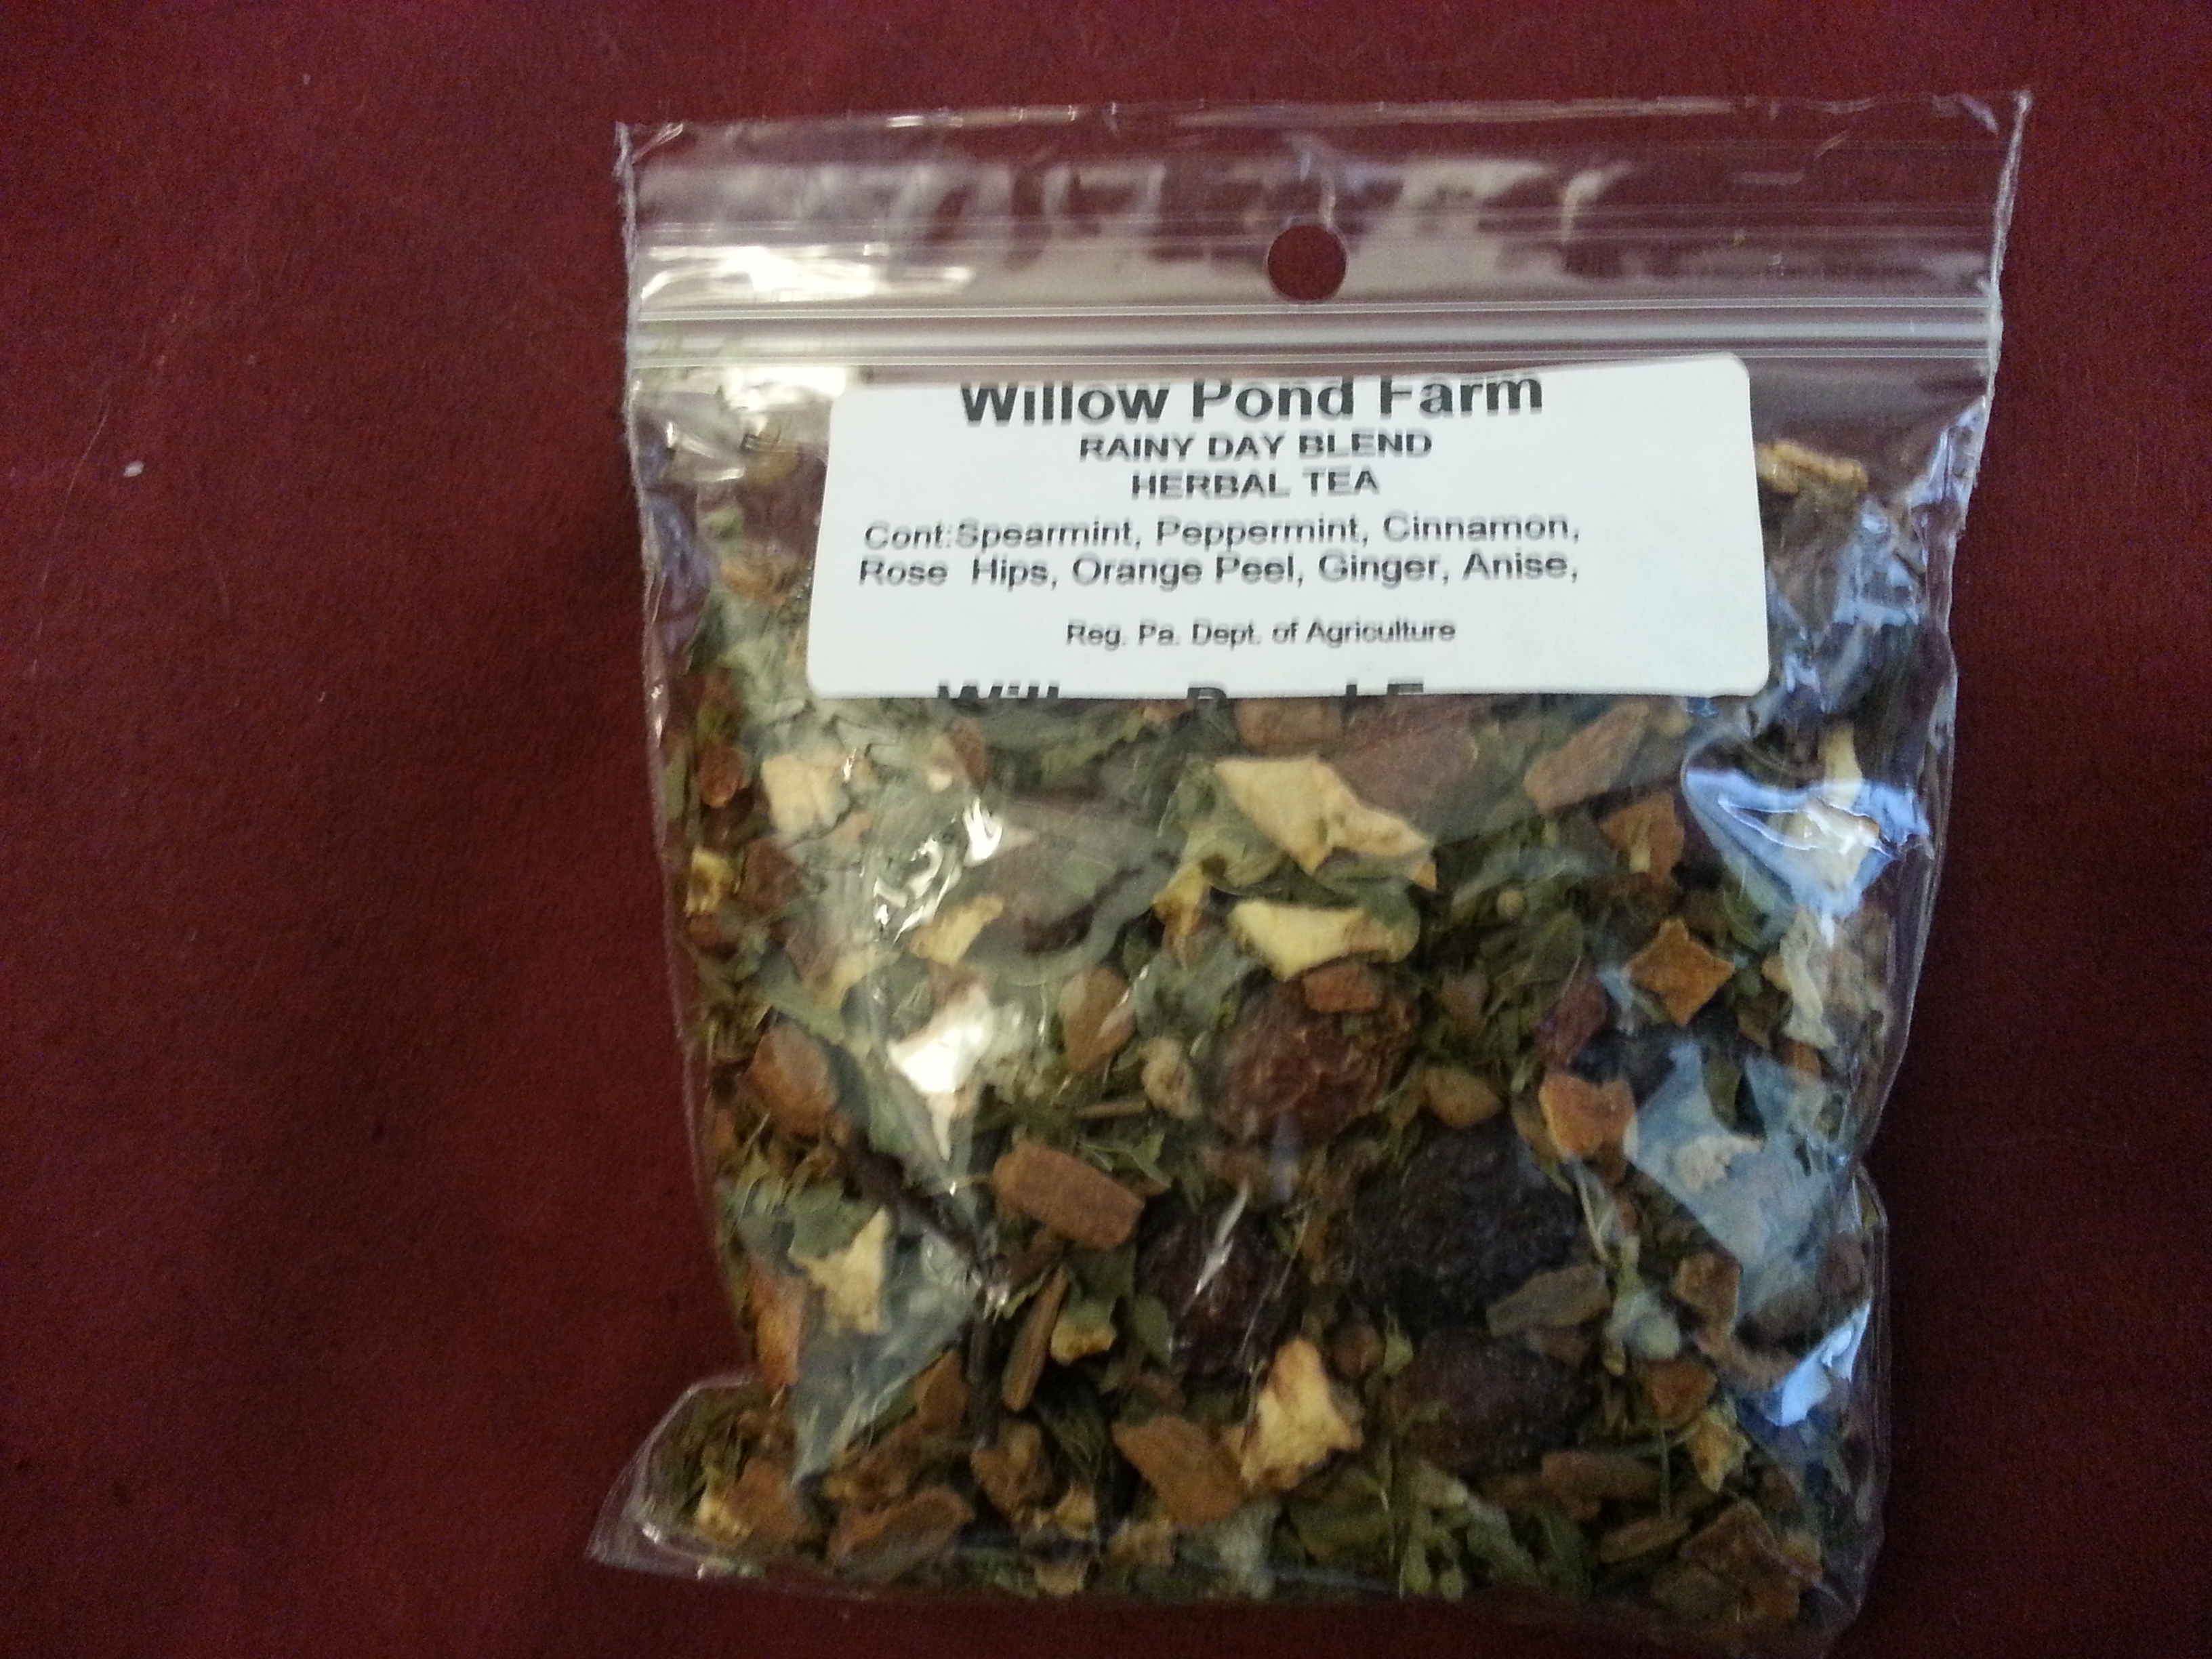 Willow Pond Farm
RAINY DAY BLEND
HERBAL TEA
Cont:Spearmint, Peppermint, Cinnamon,
Rose Hips, Orange Peel, Ginger, Anise,
Reg. Pa. Dept. of Agriculture